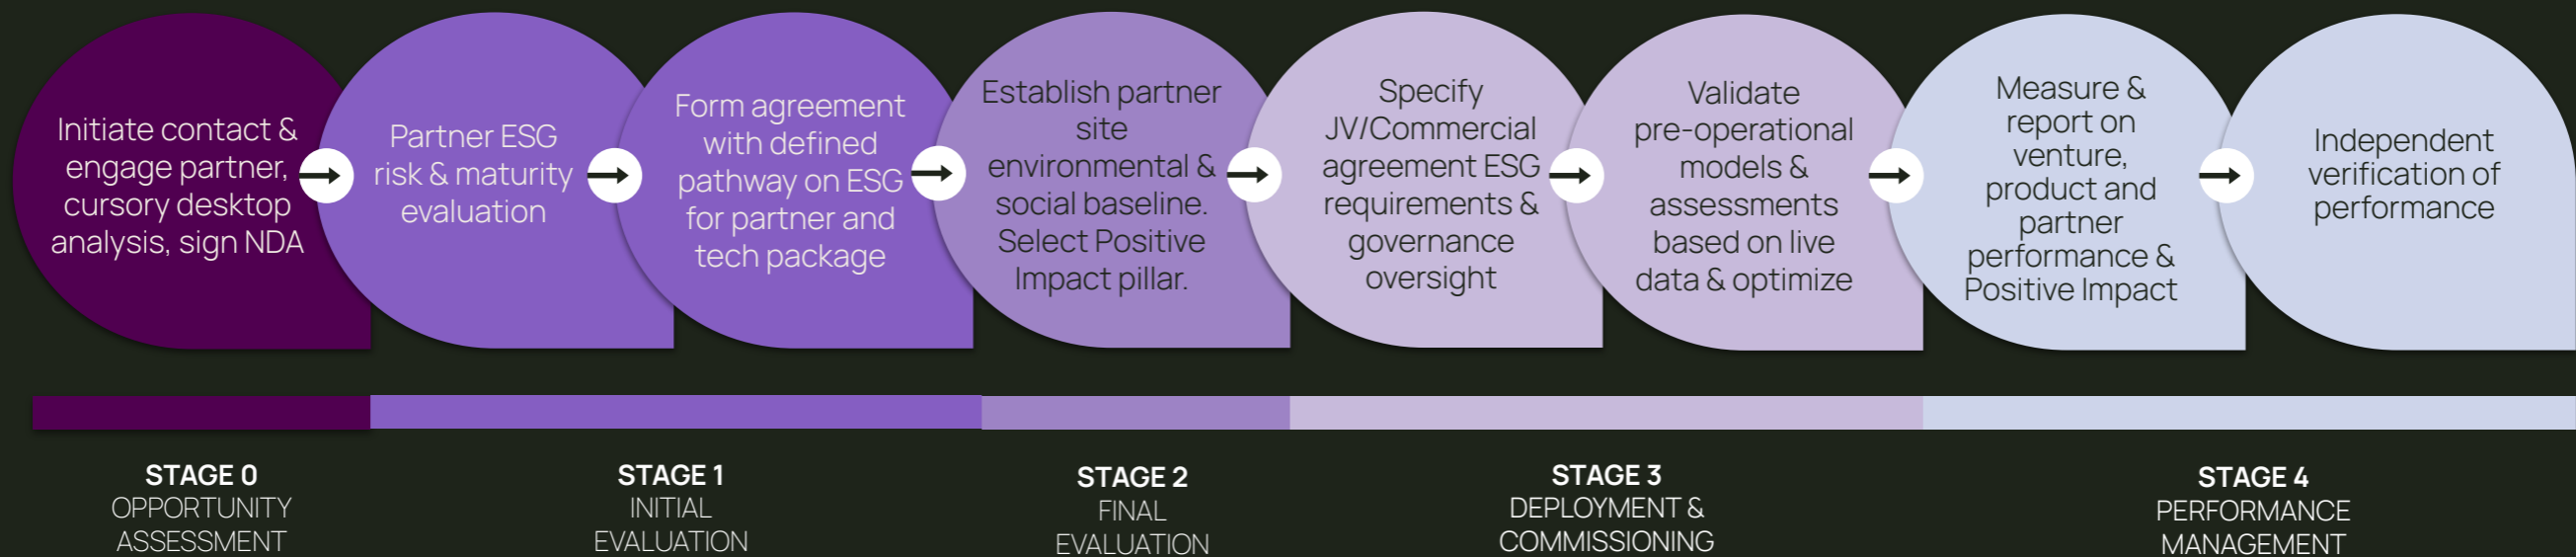 Initiate contact &
engage partner,
cursory desktop
analysis, sign NDA
Partner ESG
risk & maturity
evaluation
Form agreement
with defined
pathway on ESG
for partner and
tech package
Establish partner
site
environmental &
social baseline.
Select Positive
Impact pillar.
Specify
JV/Commercial
agreement ESG
requirements &
governance
oversight
Validate
pre-operational
models &
assessments
based on live
data & optimize
Measure &
report on
venture,
product and
partner
performance &
Positive Impact
Independent
verification of
performance
STAGE 0
OPPORTUNITY
ASSESSMENT
STAGE 1
INITIAL
EVALUATION
STAGE 2
FINAL
EVALUATION
STAGE 3
DEPLOYMENT &
COMMISSIONING
STAGE 4
PERFORMANCE
MANAGEMENT